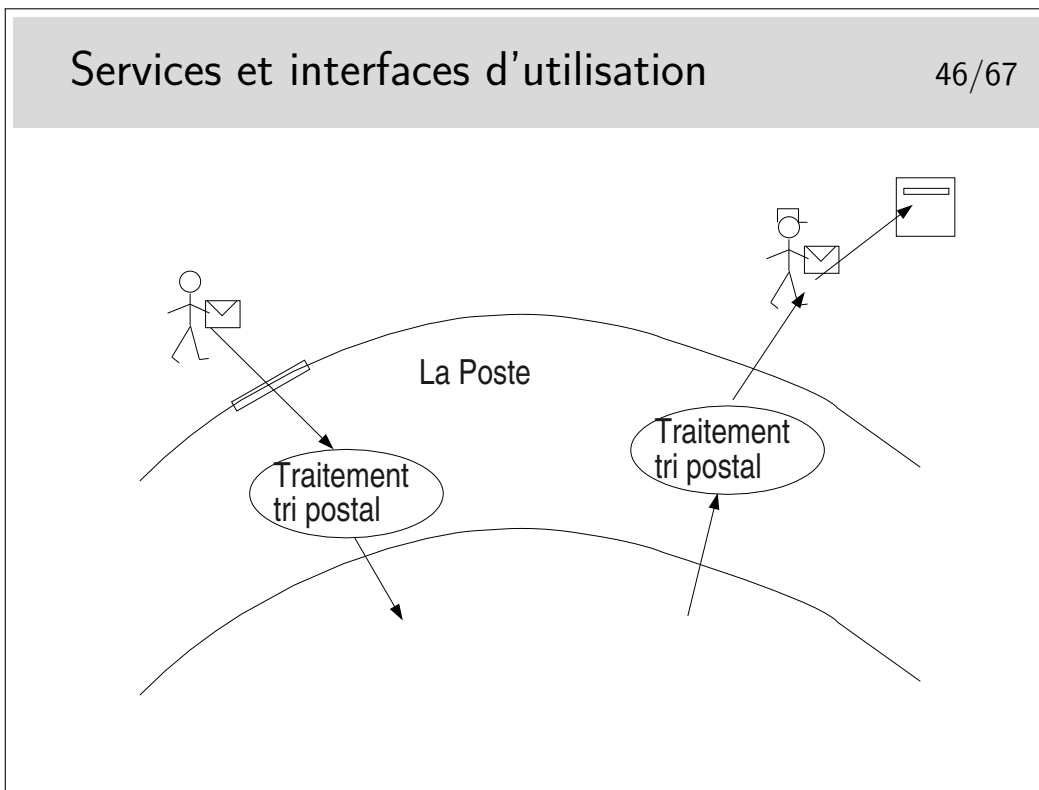 Services et interfaces d'utilisation 46/67
La Poste
Traitement
tri postal
Traitement
tri postal